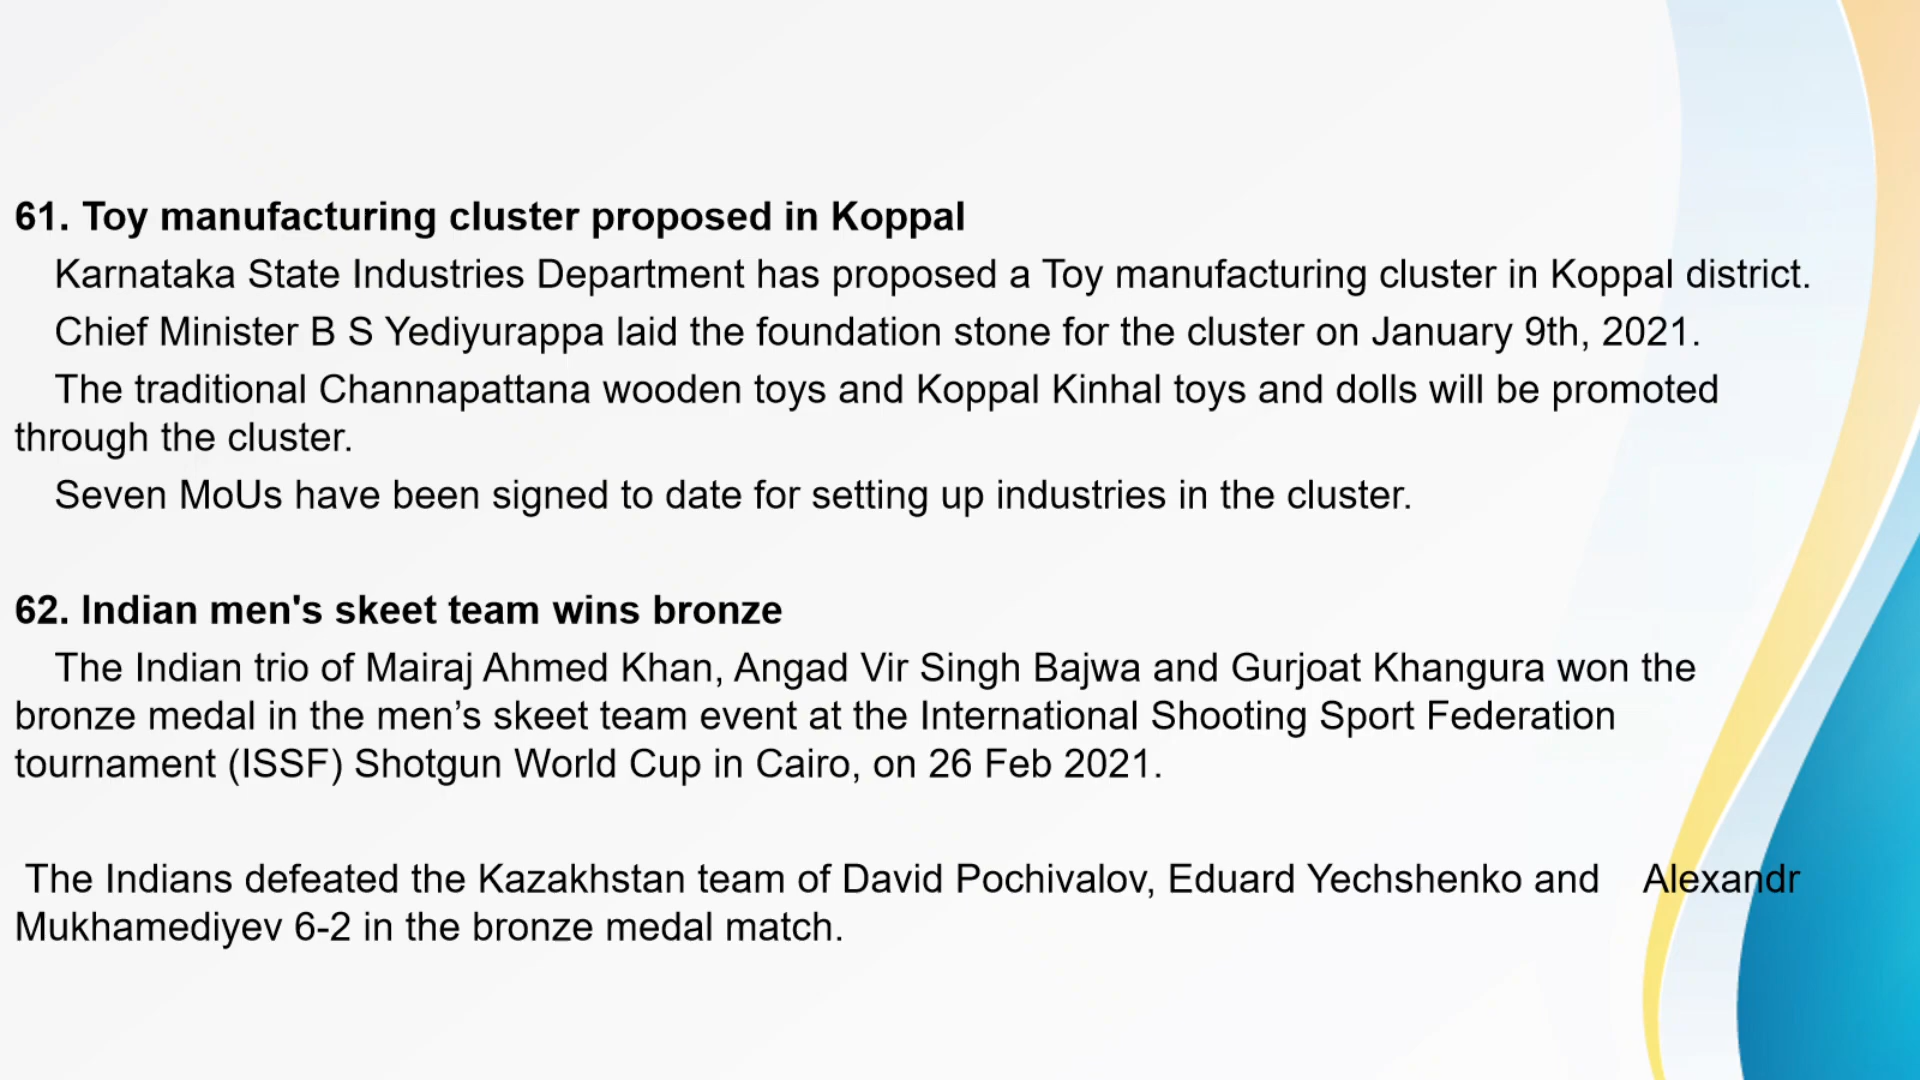 61. Toy manufacturing cluster proposed in Koppal
Karnataka State Industries Department has proposed a Toy manufacturing cluster in Koppal district.
Chief Minister B S Yediyurappa laid the foundation stone for the cluster on January 9th, 2021.
The traditional Channapattana wooden toys and Koppal Kinhal toys and dolls will be promoted
through the cluster.
Seven MoUs have been signed to date for setting up industries in the cluster.
62. Indian men's skeet team wins bronze
The Indian trio of Mairaj Ahmed Khan, Angad Vir Singh Bajwa and Gurjoat Khangura won the
bronze medal in the men’s skeet team event at the International Shooting Sport Federation
tournament (ISSF) Shotgun World Cup in Cairo, on 26 Feb 2021.
The Indians defeated the Kazakhstan team of David Pochivalov, Eduard Yechshenko and Alexandr
Mukhamediyev 6-2 in the bronze medal match.